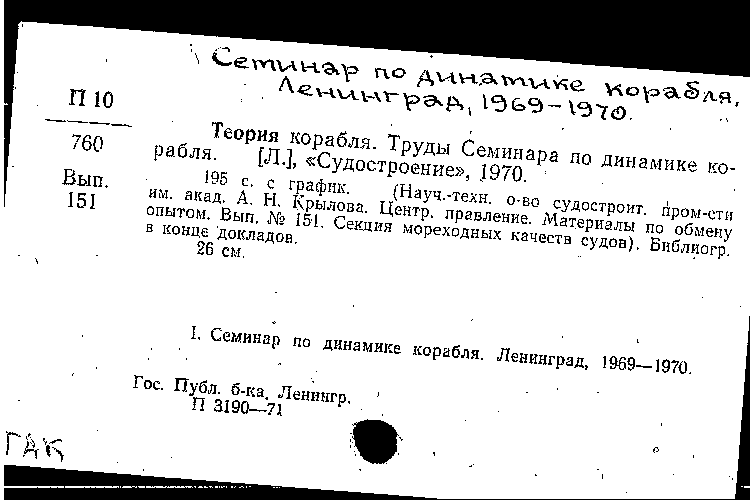 Семинар по динамике корабля,
Ленинград, 1969-1970.
П 10
760
Вып.
151
Теория корабля. Труды Семинара по динамике ко-
рабля. [Л.], «Судостроение», 1970.
195 с. с график. (Науч.-техн. о-во судостроит. пром-сти
им. акад. А. Н. Крылова. Центр. правление. Материалы по обмену
опытом. Вып. № 151. Секция мореходных качеств судов). Библиогр.
в конце докладов.
26 см.
I. Семинар по динамике корабля. Ленинград, 1969—1970.
Гос. Публ. б-ка, Ленингр.
П 3190—71
ГАК